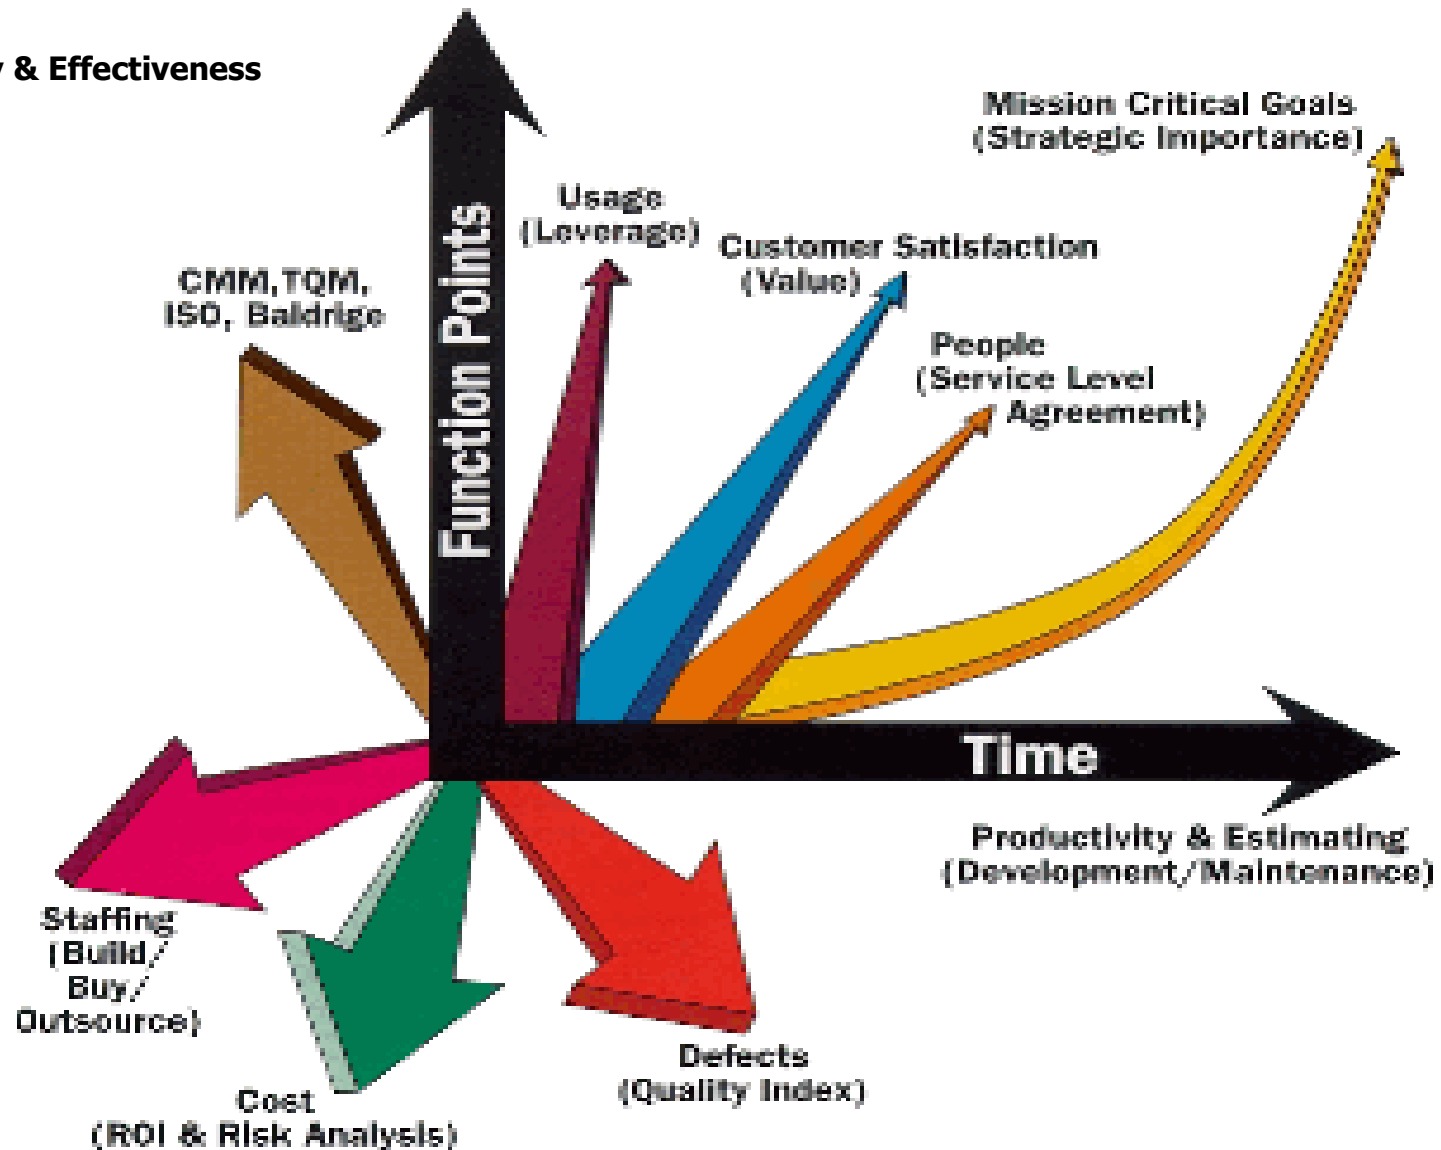 & Effectiveness
Mission Critical Goals
(Strategic Importance)
Usage
(Leverage)
Customer Satisfaction
(Value)
People
(Service Level
Agreement)
CMM,TQM,
ISO, Baldrige
Function Points
Time
Productivity & Estimating
(Development/Maintenance)
Staffing
(Build/
Buy/
Outsource)
Cost
(ROI & Risk Analysis)
Defects
(Quality Index)